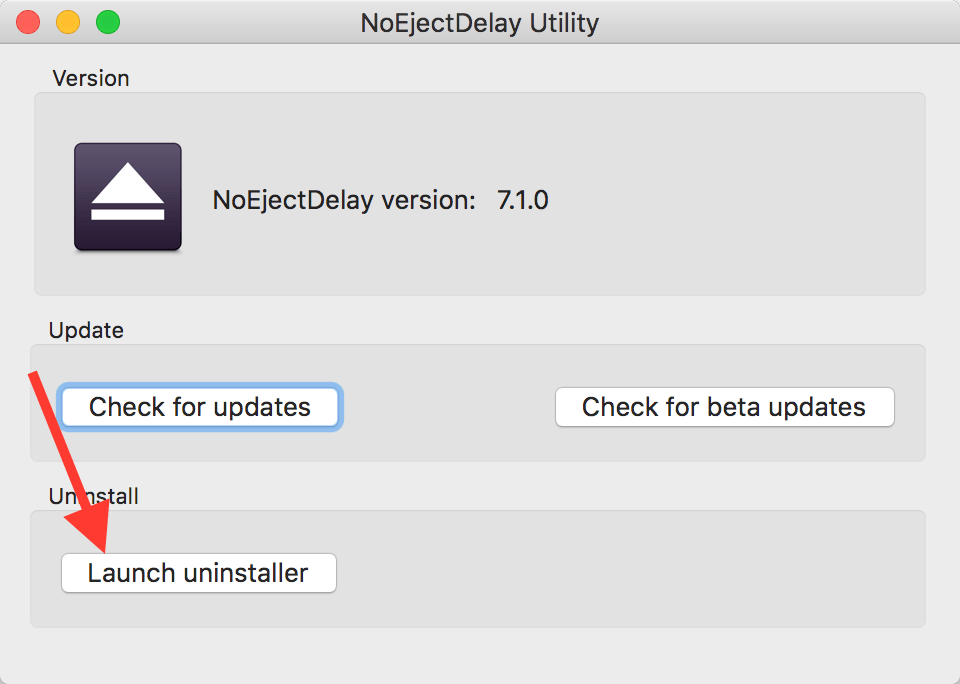 NoEjectDelay Utility
Version
NoEjectDelay version: 7.1.0
Update
Check for updates
Check for beta updates
Uninstall
Launch uninstaller